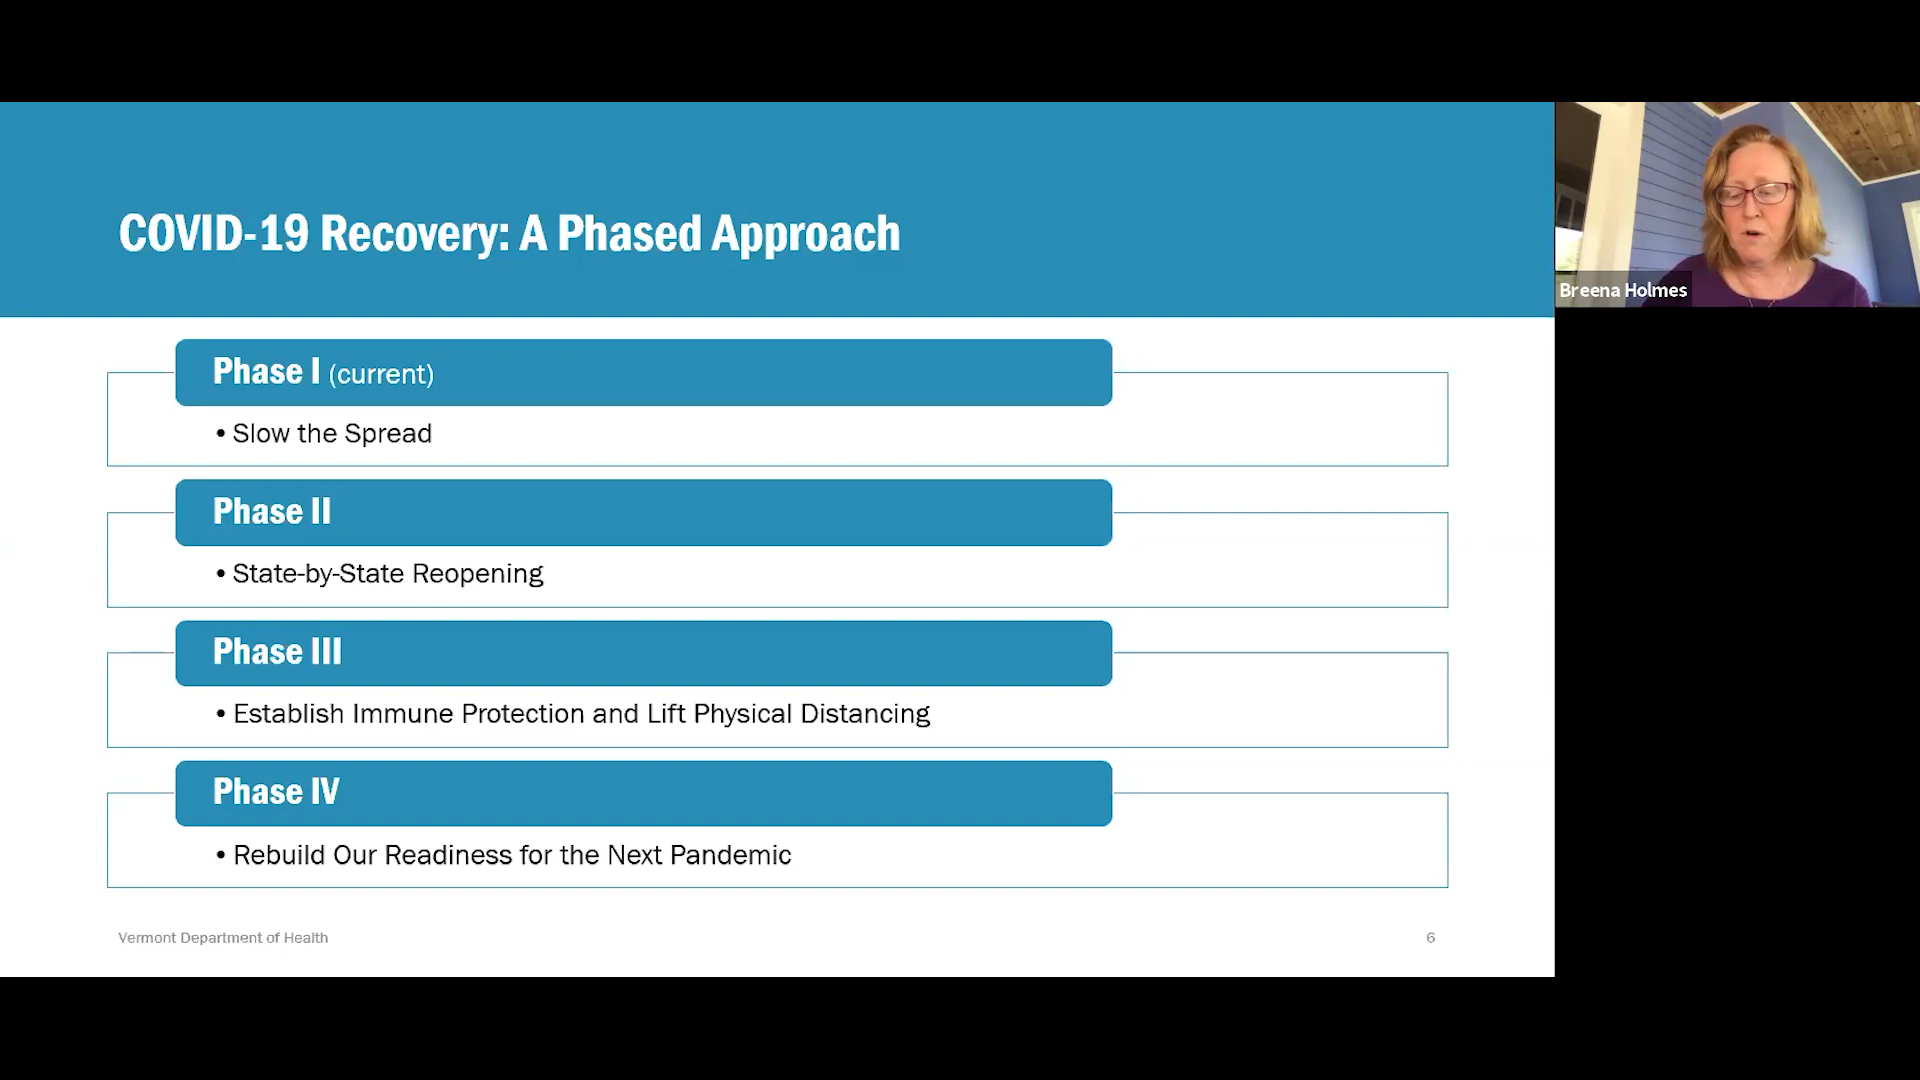 COVID-19 Recovery: A Phased Approach
Breena Holmes
Phase I (current)
• Slow the Spread
Phase II
• State-by-State Reopening
Phase III
• Establish Immune Protection and Lift Physical Distancing
Phase IV
• Rebuild Our Readiness for the Next Pandemic
Vermont Department of Health
6